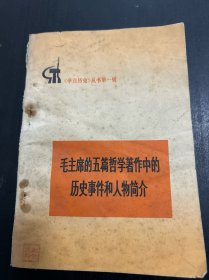 《学点历史》丛书第一辑
毛主席的五篇哲学著作中的
历史事件和人物简介